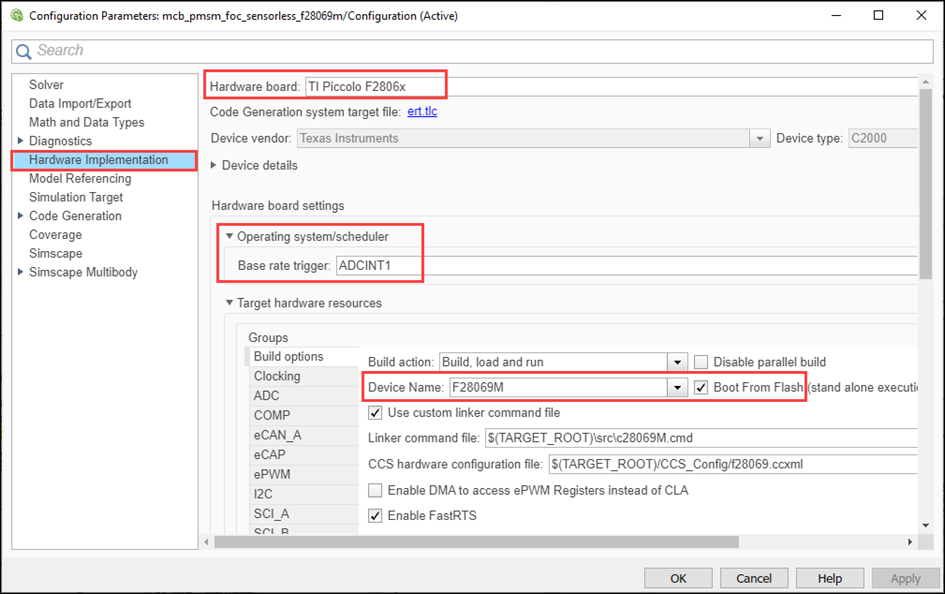 Configuration Parameters: mcb_pmsm_foc_sensorless_f28069m/Configuration (Active)
Search
Solver
Data Import/Export
Math and Data Types
Diagnostics
Hardware Implementation
Model Referencing
Simulation Target
Code Generation
Coverage
Simscape
Simscape Multibody
Hardware board: TI Piccolo F2806x
Code Generation system target file: ert.tlc
Device vendor: Texas Instruments Device type: C2000
Device details
Hardware board settings
Operating system/scheduler
Base rate trigger: ADCINT1
Target hardware resources
Groups
Build options
Clocking
ADC
COMP
eCAN_A
eCAP
ePWM
I2C
SCI_A
SCI_B
Build action: Build, load and run Disable parallel build
Device Name: F28069M Boot From Flash (stand alone executi
Use custom linker command file
Linker command file: $(TARGET_ROOT)\src\c28069M.cmd
CCS hardware configuration file: $(TARGET_ROOT)/CCS_Config/f28069.ccxml
Enable DMA to access ePWM Registers instead of CLA
Enable FastRTS
OK Cancel Help Apply